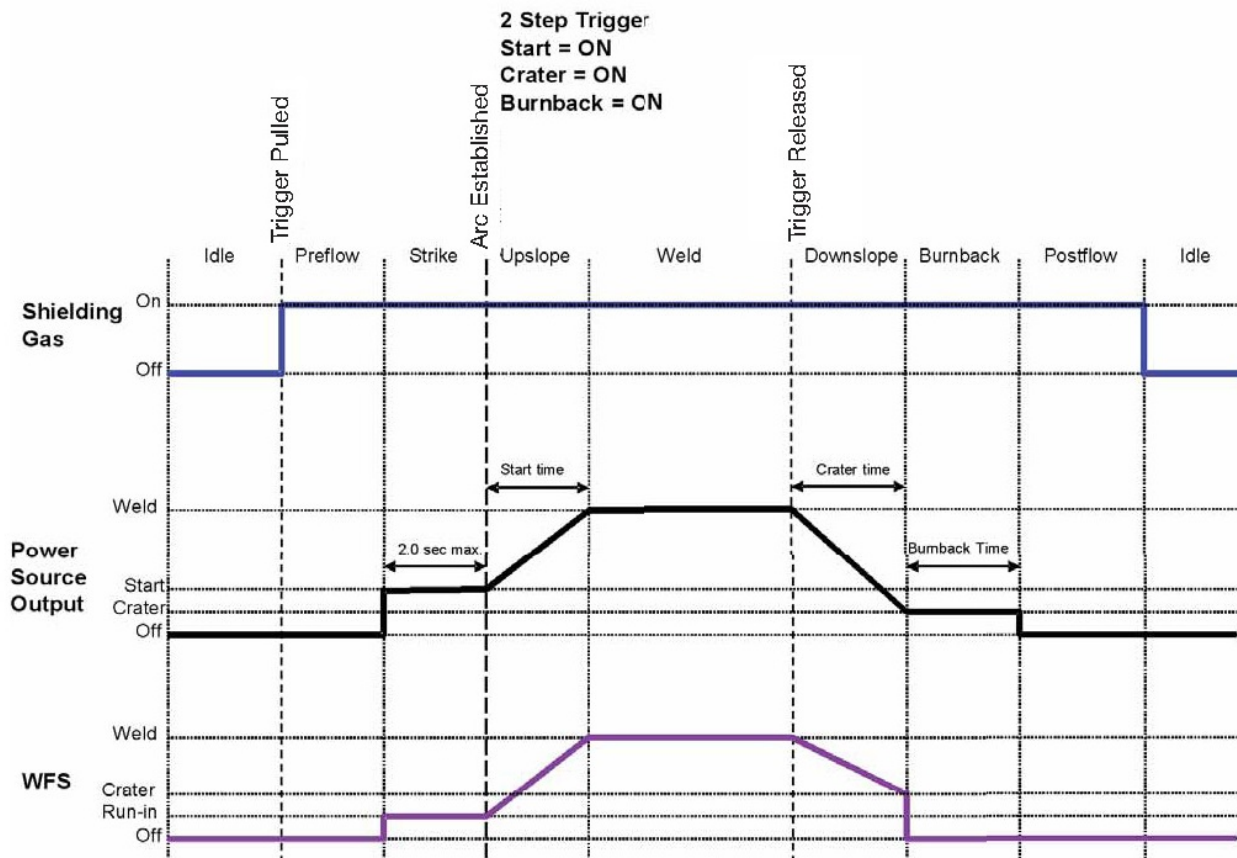 2 Step Trigger
Start = ON
Crater = ON
Burnback = ON
Trigger Pulled
Arc Established
Trigger Released
Idle
Preflow
Strike
Upslope
Weld
Downslope
Burnback
Postflow
Idle
Shielding
Gas
On
Off
Power
Source
Output
Weld
Start
Crater
Off
Start time
Crater time
2.0 sec max.
Burnback Time
WFS
Weld
Crater
Run-in
Off